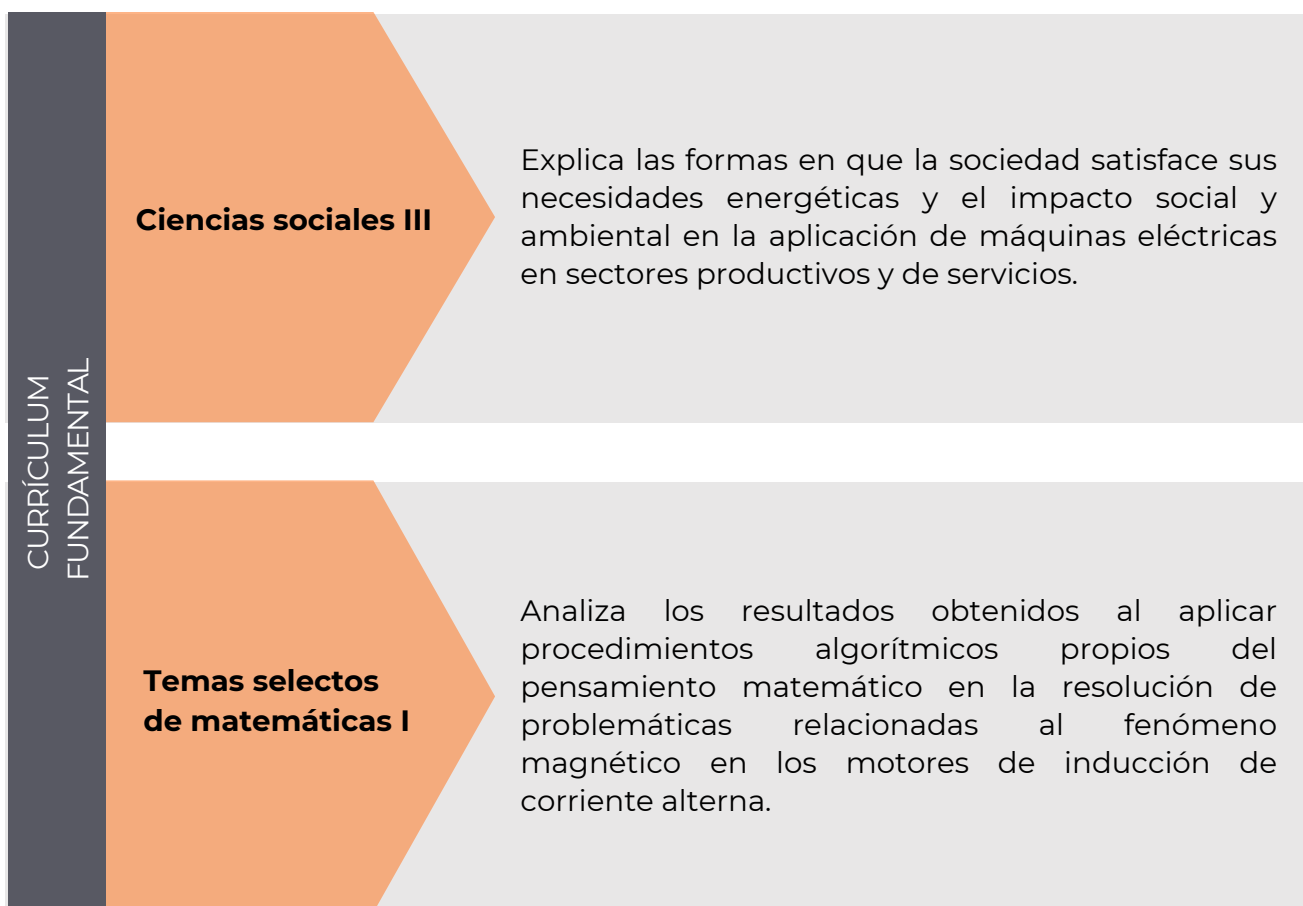 CURRÍCULUM
FUNDAMENTAL
Ciencias sociales III
Explica las formas en que la sociedad satisface sus
necesidades energéticas y el impacto social y
ambiental en la aplicación de máquinas eléctricas
en sectores productivos y de servicios.
Temas selectos
de matemáticas I
Analiza los resultados obtenidos al aplicar
procedimientos algorítmicos propios del
pensamiento matemático en la resolución de
problemáticas relacionadas al fenómeno
magnético en los motores de inducción de
corriente alterna.